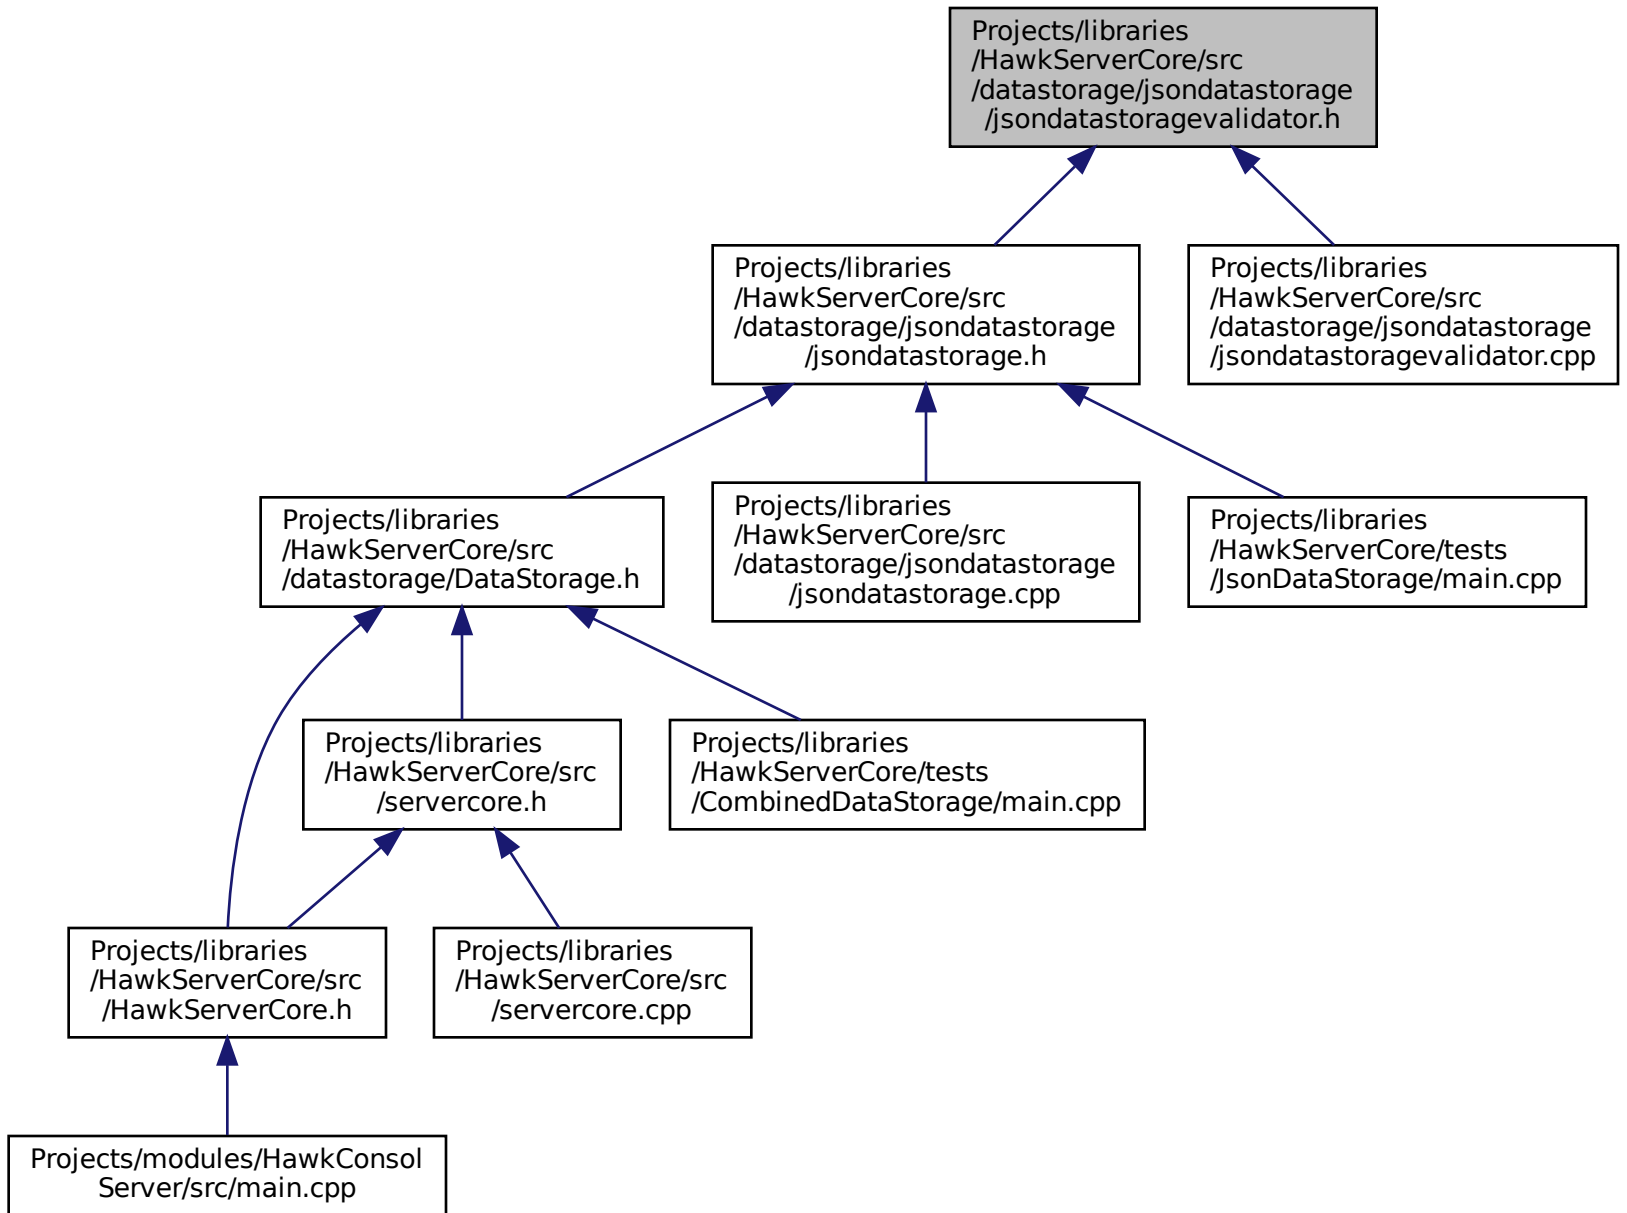 Projects/libraries
/HawkServerCore/src
/datastorage/jsondatastorage
/jsondatastoragevalidator.h
Projects/libraries
/HawkServerCore/src
/datastorage/jsondatastorage
/jsondatastorage.h
Projects/libraries
/HawkServerCore/src
/datastorage/jsondatastorage
/jsondatastoragevalidator.cpp
Projects/libraries
/HawkServerCore/src
/datastorage/DataStorage.h
Projects/libraries
/HawkServerCore/src
/datastorage/jsondatastorage
/jsondatastorage.cpp
Projects/libraries
/HawkServerCore/tests
/JsonDataStorage/main.cpp
Projects/libraries
/HawkServerCore/src
/servercore.h
Projects/libraries
/HawkServerCore/tests
/CombinedDataStorage/main.cpp
Projects/libraries
/HawkServerCore/src
/HawkServerCore.h
Projects/libraries
/HawkServerCore/src
/servercore.cpp
Projects/modules/HawkConsol
Server/src/main.cpp